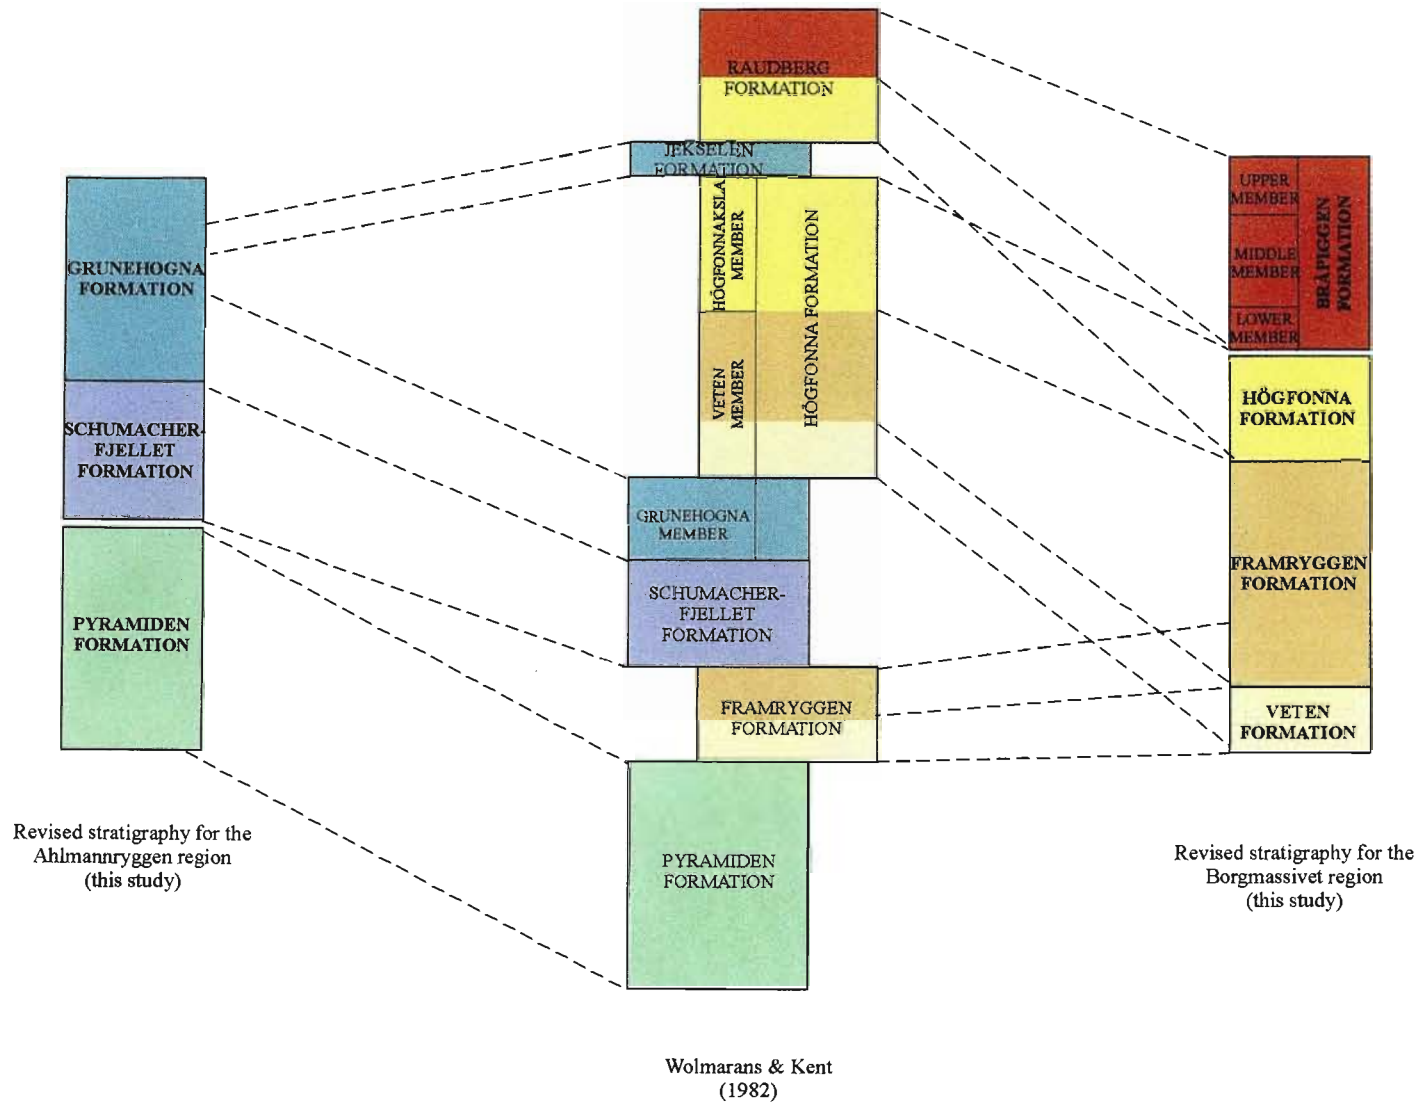 RAUDBERG
FORMATION
JEKSELEN
FORMATION
HÖGFONNAKSLA
MEMBER
HÖGFONNA FORMATION
VETEN
MEMBER
GRUNEHOGNA
MEMBER
SCHUMACHER-
FJELLET
FORMATION
FRAMRYGGEN
FORMATION
PYRAMIDEN
FORMATION
Wolmarans & Kent
(1982)
GRUNEHOGNA
FORMATION
SCHUMACHER-
FJELLET
FORMATION
PYRAMIDEN
FORMATION
Revised stratigraphy for the
Ahlmannryggen region
(this study)
UPPER
MEMBER
MIDDLE
MEMBER
LOWER
MEMBER
BRÅPIGGEN
FORMATION
HÖGFONNA
FORMATION
FRAMRYGGEN
FORMATION
VETEN
FORMATION
Revised stratigraphy for the
Borgmassivet region
(this study)